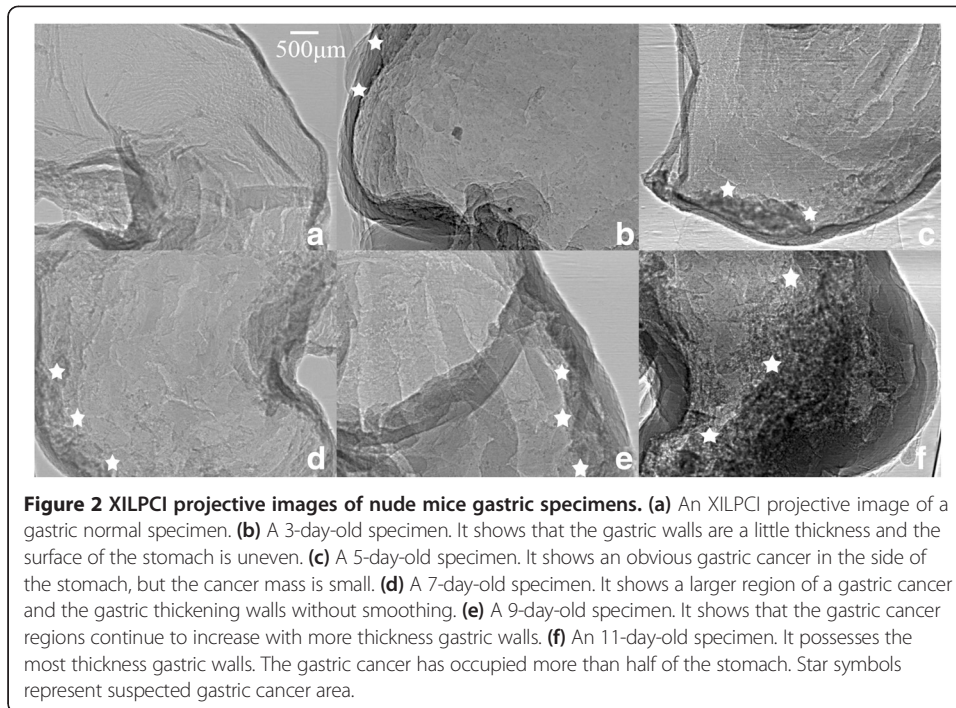 500μm
a
b
c
d
e
f
Figure 2 XILPCI projective images of nude mice gastric specimens. (a) An XILPCI projective image of a
gastric normal specimen. (b) A 3-day-old specimen. It shows that the gastric walls are a little thickness and the
surface of the stomach is uneven. (c) A 5-day-old specimen. It shows an obvious gastric cancer in the side of
the stomach, but the cancer mass is small. (d) A 7-day-old specimen. It shows a larger region of a gastric cancer
and the gastric thickening walls without smoothing. (e) A 9-day-old specimen. It shows that the gastric cancer
regions continue to increase with more thickness gastric walls. (f) An 11-day-old specimen. It possesses the
most thickness gastric walls. The gastric cancer has occupied more than half of the stomach. Star symbols
represent suspected gastric cancer area.